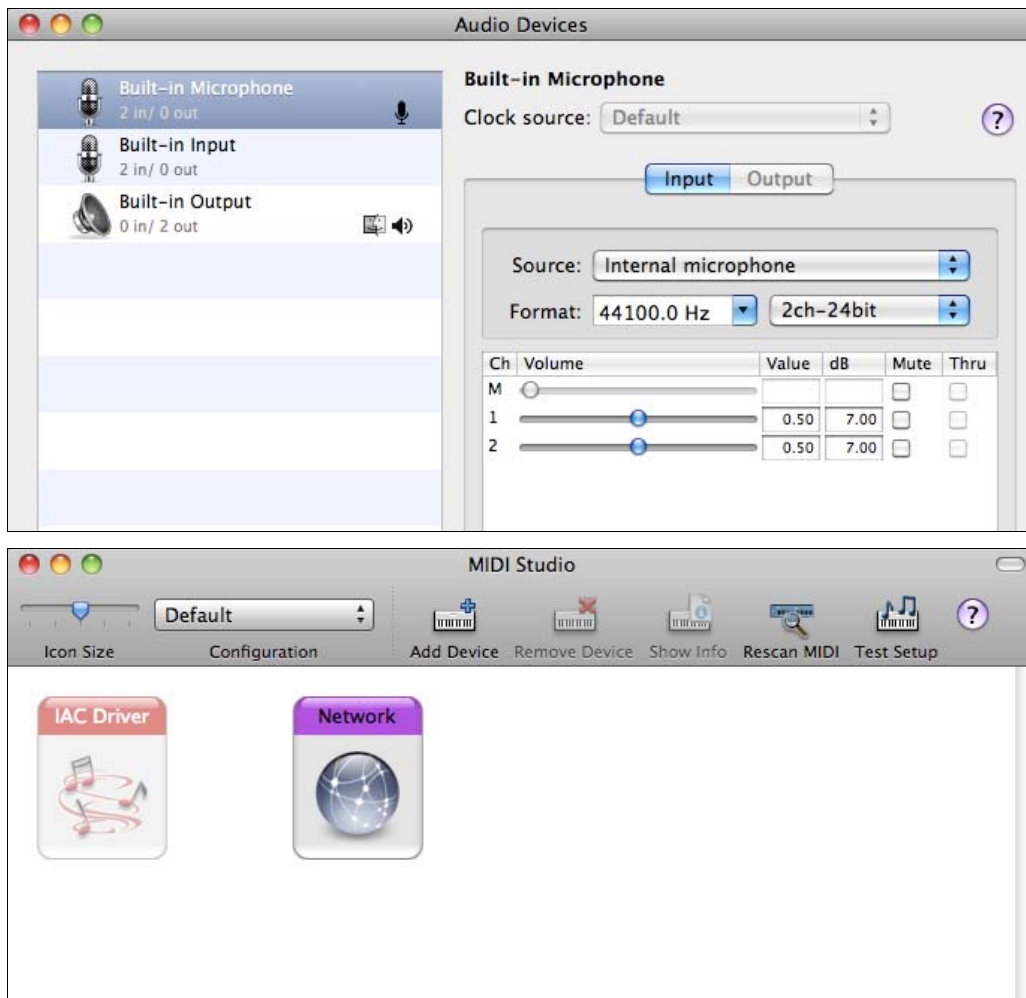 Audio Devices
Built-in Microphone
2 in/ 0 out
Built-in Input
2 in/ 0 out
Built-in Output
0 in/ 2 out
Built-in Microphone
Clock source: Default
?
Input Output
Source: Internal microphone
Format: 44100.0 Hz 2ch-24bit
Ch Volume Value dB Mute Thru
M
1 0.50 7.00
2 0.50 7.00
MIDI Studio
Default
?
Icon Size Configuration Add Device Remove Device Show Info Rescan MIDI Test Setup
IAC Driver Network